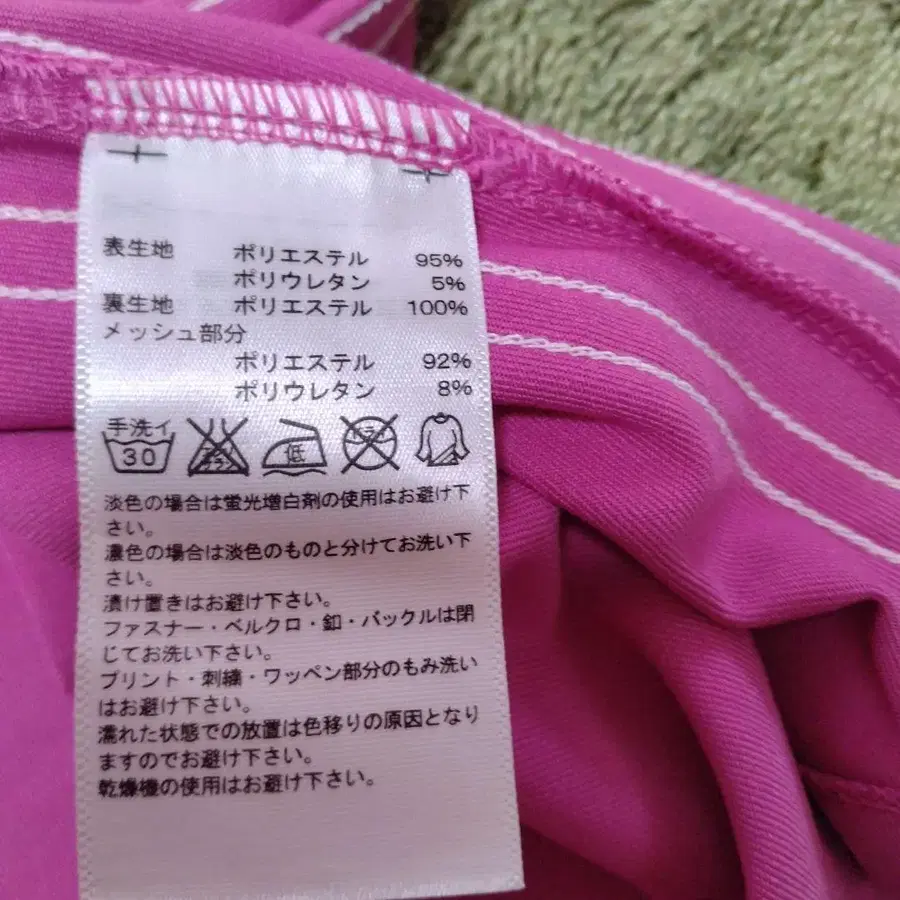 表生地 ポリエステル 95%
ポリウレタン 5%
裏生地 ポリエステル 100%
メッシュ部分
ポリエステル 92%
ポリウレタン 8%
手洗イ 30 エンソサラシ 低 ドライ
淡色の場合は蛍光増白剤の使用はお避け下
さい。
濃色の場合は淡色のものと分けてお洗い下
さい。
漬け置きはお避け下さい。
ファスナー・ベルクロ・釦・バックルは閉
じてお洗い下さい。
プリント・刺繍・ワッペン部分のもみ洗い
はお避け下さい。
濡れた状態での放置は色移りの原因となり
ますのでお避け下さい。
乾燥機の使用はお避け下さい。